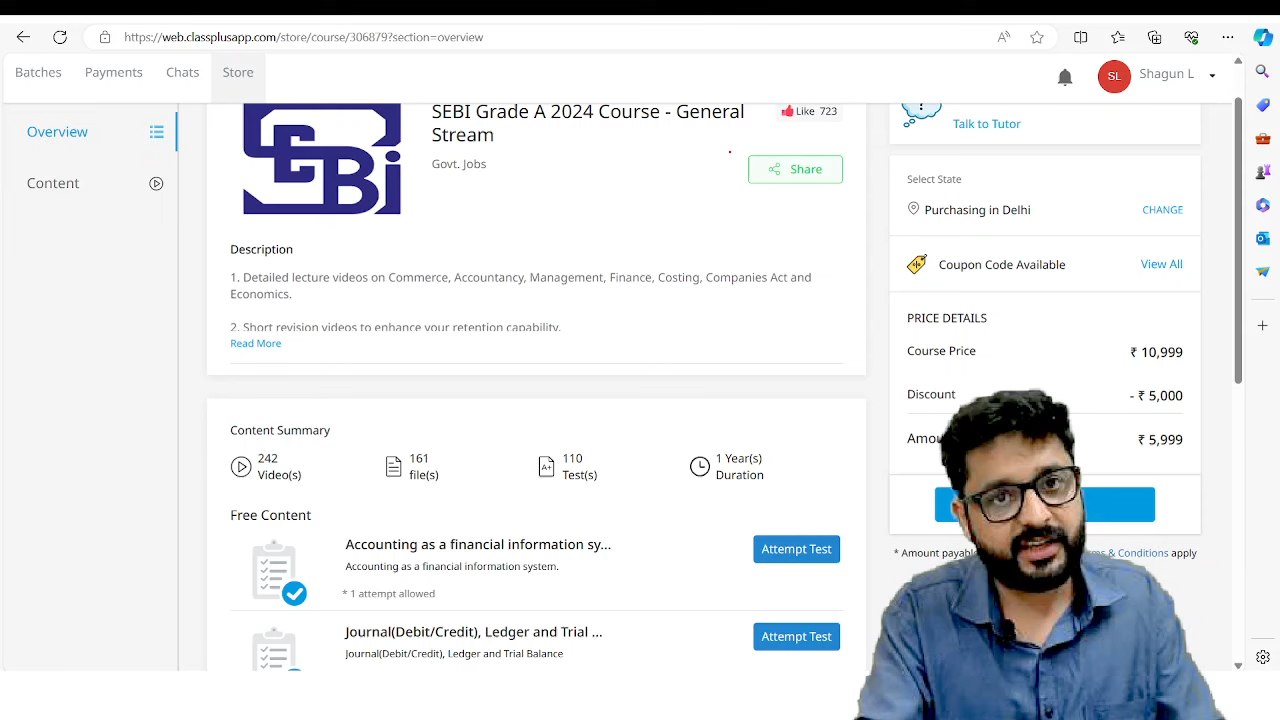 https://web.classplusapp.com/store/course/306879?section=overview
Batches
Payments
Chats
Store
SL
Shagun L
Overview
Content
SEBI
SEBI Grade A 2024 Course - General
Stream
Govt. Jobs
Like 723
Share
Description
1. Detailed lecture videos on Commerce, Accountancy, Management, Finance, Costing, Companies Act and
Economics.
2. Short revision videos to enhance your retention capability.
Read More
Content Summary
242
Video(s)
161
file(s)
A+
110
Test(s)
1 Year(s)
Duration
Free Content
Accounting as a financial information sy...
Accounting as a financial information system.
* 1 attempt allowed
Attempt Test
Journal(Debit/Credit), Ledger and Trial ...
Journal(Debit/Credit), Ledger and Trial Balance
Attempt Test
Talk to Tutor
Select State
Purchasing in Delhi
CHANGE
Coupon Code Available
View All
PRICE DETAILS
Course Price
₹ 10,999
Discount
- ₹ 5,000
₹ 5,999
* Amount payable
& Conditions apply